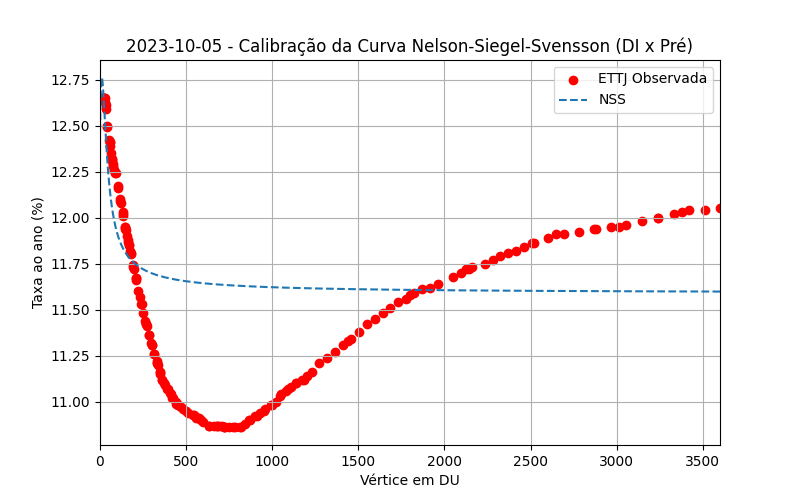 2023-10-05 - Calibração da Curva Nelson-Siegel-Svensson (DI x Pré)
ETTJ Observada
NSS
Taxa ao ano (%)
12.75
12.50
12.25
12.00
11.75
11.50
11.25
11.00
0 500 1000 1500 2000 2500 3000 3500
Vértice em DU